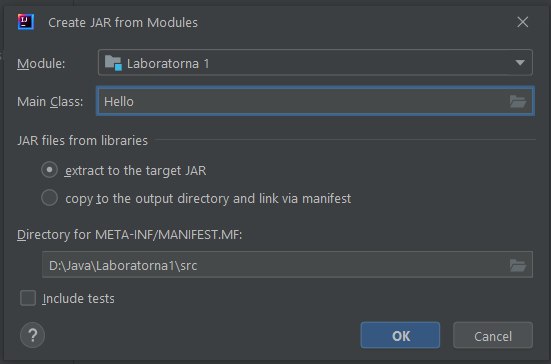 Create JAR from Modules
Module: Laboratorna 1
Main Class: Hello
JAR files from libraries
extract to the target JAR
copy to the output directory and link via manifest
Directory for META-INF/MANIFEST.MF:
D:\Java\Laboratorna1\src
Include tests
? OK Cancel